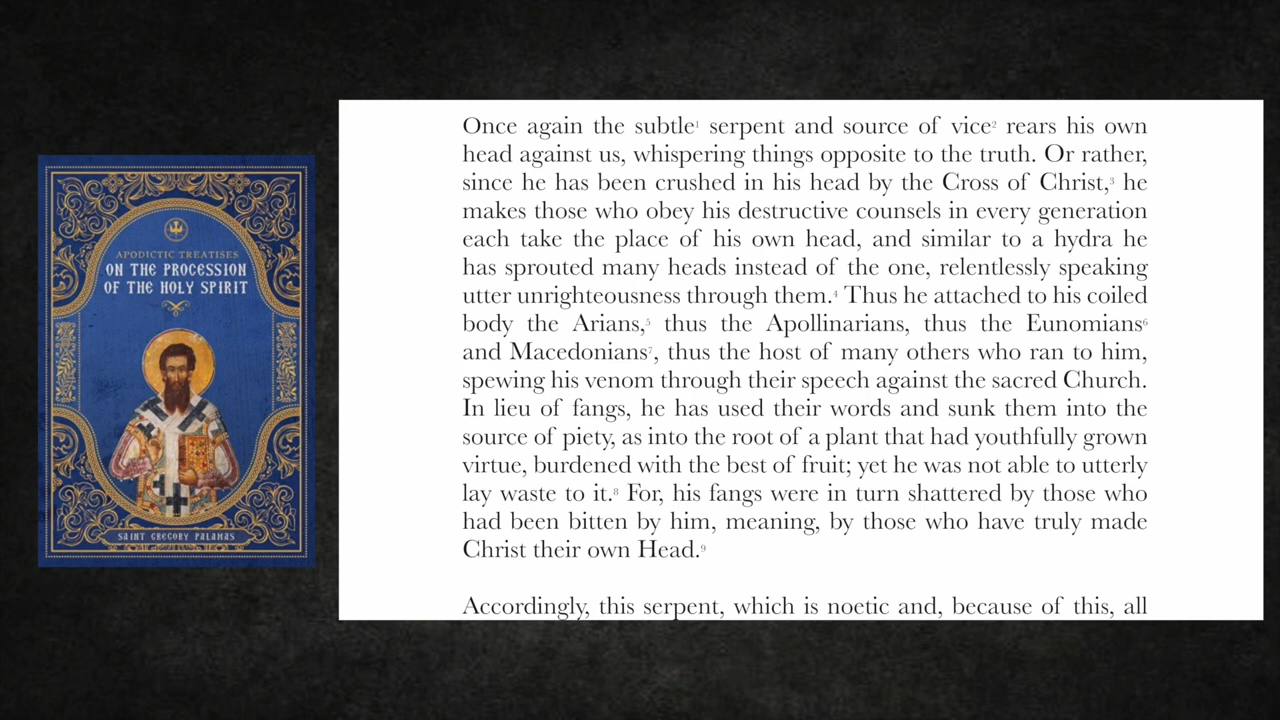 APODICTIC TREATISES
ON THE PROCESSION
OF THE HOLY SPIRIT
SAINT GREGORY PALAMAS
Once again the subtle¹ serpent and source of vice² rears his own
head against us, whispering things opposite to the truth. Or rather,
since he has been crushed in his head by the Cross of Christ,³ he
makes those who obey his destructive counsels in every generation
each take the place of his own head, and similar to a hydra he
has sprouted many heads instead of the one, relentlessly speaking
utter unrighteousness through them.⁴ Thus he attached to his coiled
body the Arians,⁵ thus the Apollinarians, thus the Eunomians⁶
and Macedonians⁷, thus the host of many others who ran to him,
spewing his venom through their speech against the sacred Church.
In lieu of fangs, he has used their words and sunk them into the
source of piety, as into the root of a plant that had youthfully grown
virtue, burdened with the best of fruit; yet he was not able to utterly
lay waste to it.⁸ For, his fangs were in turn shattered by those who
had been bitten by him, meaning, by those who have truly made
Christ their own Head.⁹
Accordingly, this serpent, which is noetic and, because of this, all